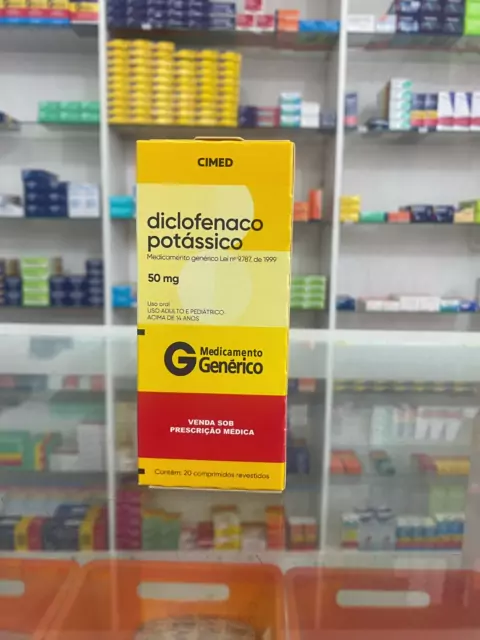 CIMED
diclofenaco
potássico
Medicamento genérico Lei nº 9.787, de 1999
50 mg
Uso oral
USO ADULTO E PEDIÁTRICO
ACIMA DE 14 ANOS
G Medicamento
Genérico
VENDA SOB
PRESCRIÇÃO MÉDICA
Contém: 20 comprimidos revestidos